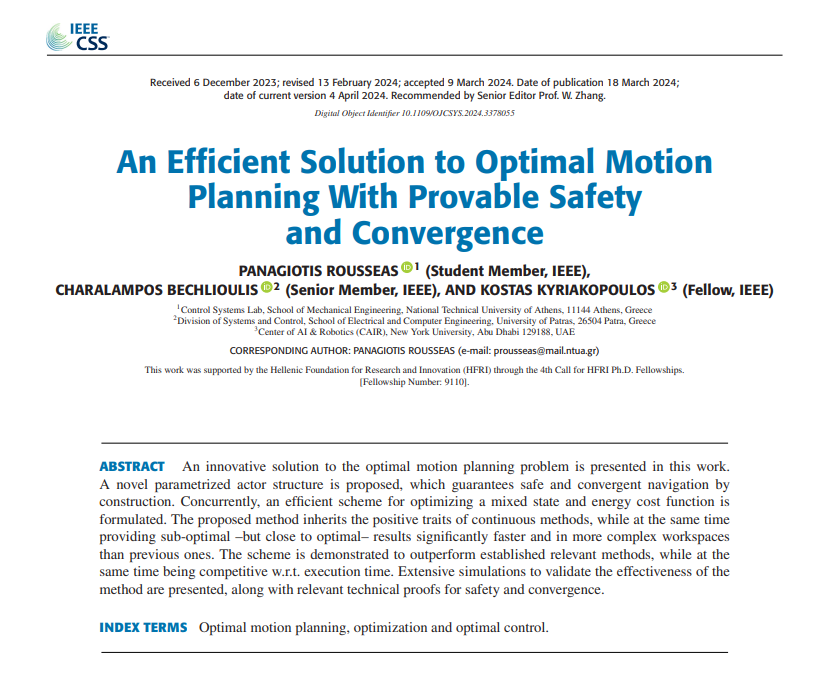 IEEE
CSS
Received 6 December 2023; revised 13 February 2024; accepted 9 March 2024. Date of publication 18 March 2024;
date of current version 4 April 2024. Recommended by Senior Editor Prof. W. Zhang.
Digital Object Identifier 10.1109/OJCSYS.2024.3378055
An Efficient Solution to Optimal Motion
Planning With Provable Safety
and Convergence
PANAGIOTIS ROUSSEAS iD 1 (Student Member, IEEE),
CHARALAMPOS BECHLIOULIS iD 2 (Senior Member, IEEE), AND KOSTAS KYRIAKOPOULOS iD 3 (Fellow, IEEE)
1Control Systems Lab, School of Mechanical Engineering, National Technical University of Athens, 11144 Athens, Greece
2Division of Systems and Control, School of Electrical and Computer Engineering, University of Patras, 26504 Patra, Greece
3Center of AI & Robotics (CAIR), New York University, Abu Dhabi 129188, UAE
CORRESPONDING AUTHOR: PANAGIOTIS ROUSSEAS (e-mail: prousseas@mail.ntua.gr)
This work was supported by the Hellenic Foundation for Research and Innovation (HFRI) through the 4th Call for HFRI Ph.D. Fellowships.
[Fellowship Number: 9110].
ABSTRACT An innovative solution to the optimal motion planning problem is presented in this work.
A novel parametrized actor structure is proposed, which guarantees safe and convergent navigation by
construction. Concurrently, an efficient scheme for optimizing a mixed state and energy cost function is
formulated. The proposed method inherits the positive traits of continuous methods, while at the same time
providing sub-optimal –but close to optimal– results significantly faster and in more complex workspaces
than previous ones. The scheme is demonstrated to outperform established relevant methods, while at the
same time being competitive w.r.t. execution time. Extensive simulations to validate the effectiveness of the
method are presented, along with relevant technical proofs for safety and convergence.
INDEX TERMS Optimal motion planning, optimization and optimal control.